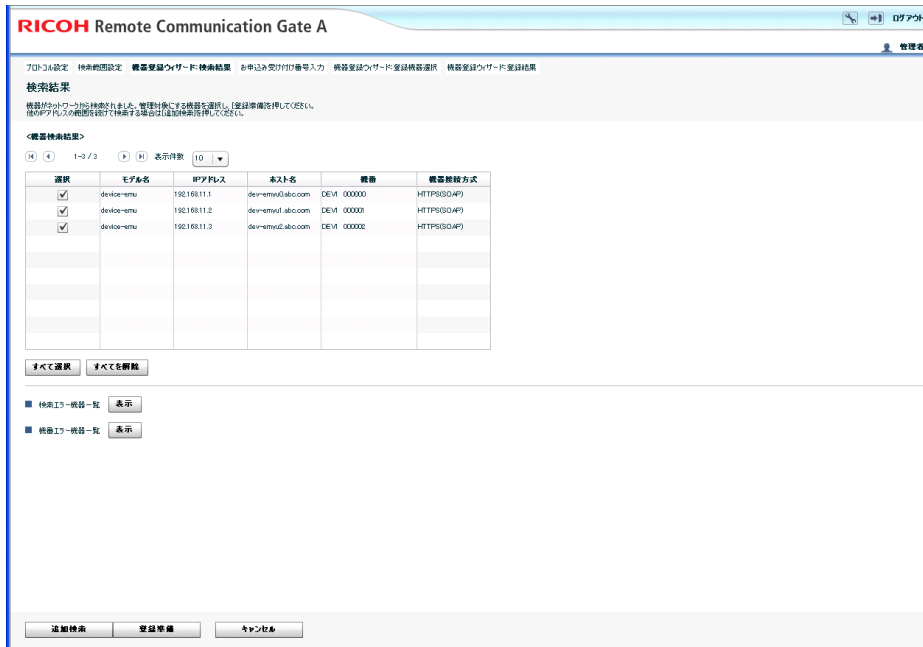 RICOH Remote Communication Gate A
ログアウト
管理者
プロトコル設定 検索範囲設定 機器登録ウィザード:検索結果 お申込み受け付け番号入力 機器登録ウィザード:登録機器選択 機器登録ウィザード:登録結果
検索結果
機器がネットワークから検索されました。管理対象にする機器を選択し、[登録準備]を押してください。
他のIPアドレスの範囲を続けて検索する場合は[追加検索]を押してください。
<機器検索結果>
1-3 / 3 表示件数 10
選択 モデル名 IPアドレス ホスト名 機番 機器接続方式
device-emu 192.168.11.1 dev-emyu0.abc.com DEVI 000000 HTTPS(SOAP)
device-emu 192.168.11.2 dev-emyu1.abc.com DEVI 000001 HTTPS(SOAP)
device-emu 192.168.11.3 dev-emyu2.abc.com DEVI 000002 HTTPS(SOAP)
すべて選択 すべてを解除
検索エラー機器一覧 表示
機番エラー機器一覧 表示
追加検索 登録準備 キャンセル